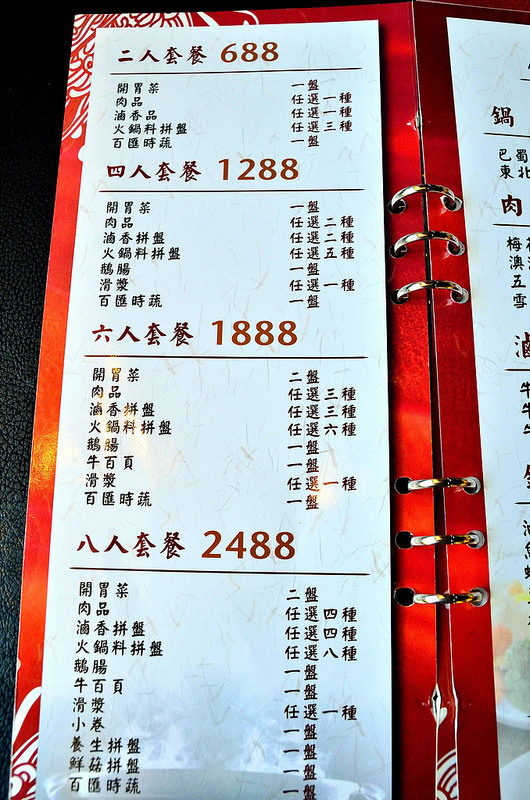 二人套餐 688
開胃菜 一盤
肉品 任選一種
滷香品 任選一種
火鍋料拼盤 任選三種
百匯時蔬 一盤
四人套餐 1288
開胃菜 一盤
肉品 任選二種
滷香拼盤 任選二種
火鍋料拼盤 任選五種
鵝腸 一盤
滑漿 任選一種
百匯時蔬 一盤
六人套餐 1888
開胃菜 二盤
肉品 任選三種
滷香拼盤 任選三種
火鍋料拼盤 任選六種
鵝腸 一盤
牛百頁 一盤
滑漿 任選一種
百匯時蔬 一盤
八人套餐 2488
開胃菜 二盤
肉品 任選四種
滷香拼盤 任選四種
火鍋料拼盤 任選八種
鵝腸 一盤
牛百頁 一盤
滑漿 任選一種
小卷 一盤
養生拼盤 一盤
鮮菇拼盤 一盤
百匯時蔬 一盤
鍋
巴蜀
東北
肉
梅
澳
五
雪
滷
牛
牛
牛